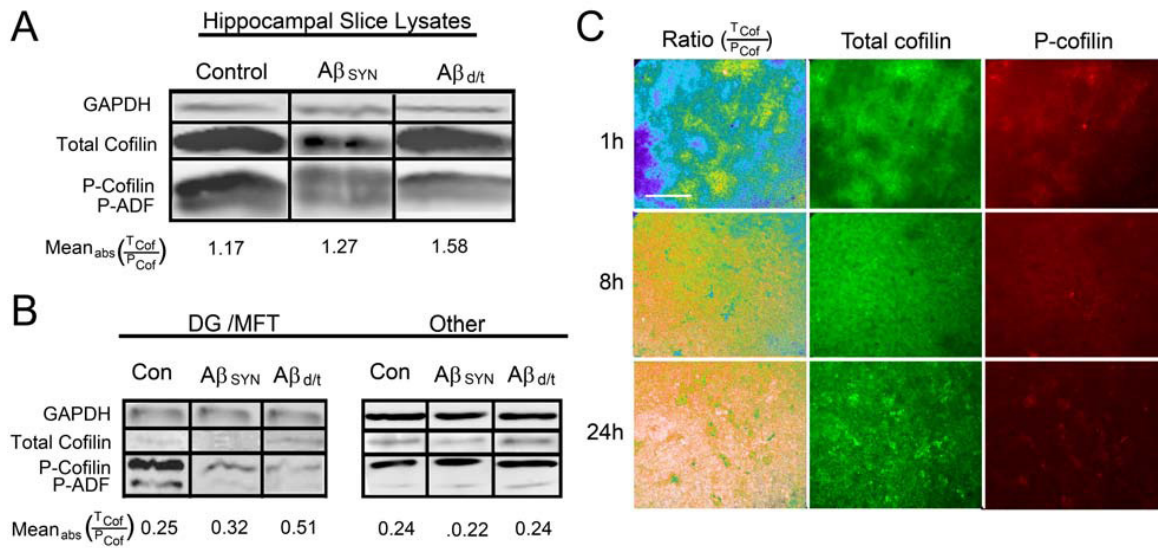 A
Hippocampal Slice Lysates
Control AβSYN Aβd/t
GAPDH
Total Cofilin
P-Cofilin
P-ADF
Meanabs(TCof/PCof) 1.17 1.27 1.58
B
DG /MFT Other
Con AβSYN Aβd/t Con AβSYN Aβd/t
GAPDH
Total Cofilin
P-Cofilin
P-ADF
Meanabs(TCof/PCof) 0.25 0.32 0.51 0.24 .0.22 0.24
C
Ratio (TCof/PCof) Total cofilin P-cofilin
1h
8h
24h